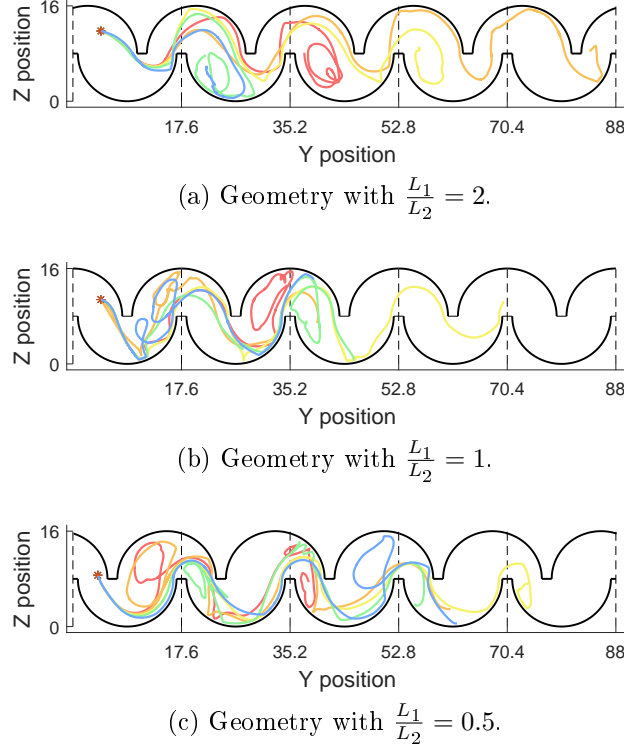 16
Z position
0
17.6 35.2 52.8 70.4 88
Y position
(a) Geometry with L₁/L₂ = 2.
16
Z position
0
17.6 35.2 52.8 70.4 88
Y position
(b) Geometry with L₁/L₂ = 1.
16
Z position
0
17.6 35.2 52.8 70.4 88
Y position
(c) Geometry with L₁/L₂ = 0.5.